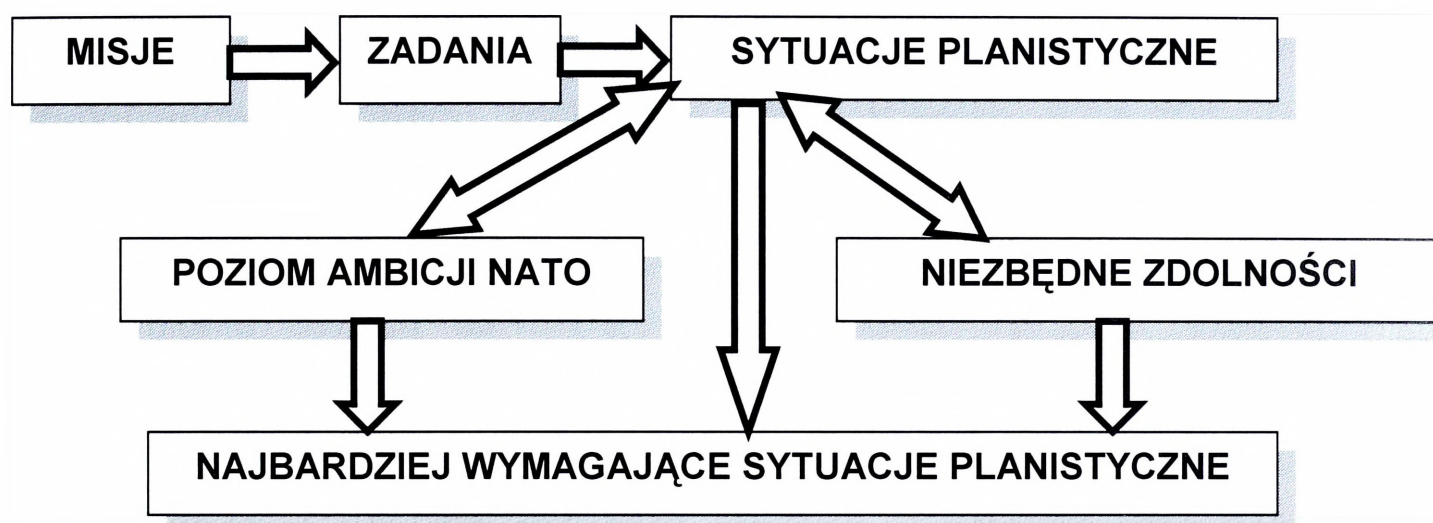 MISJE
ZADANIA
SYTUACJE PLANISTYCZNE
POZIOM AMBICJI NATO
NIEZBĘDNE ZDOLNOŚCI
NAJBARDZIEJ WYMAGAJĄCE SYTUACJE PLANISTYCZNE